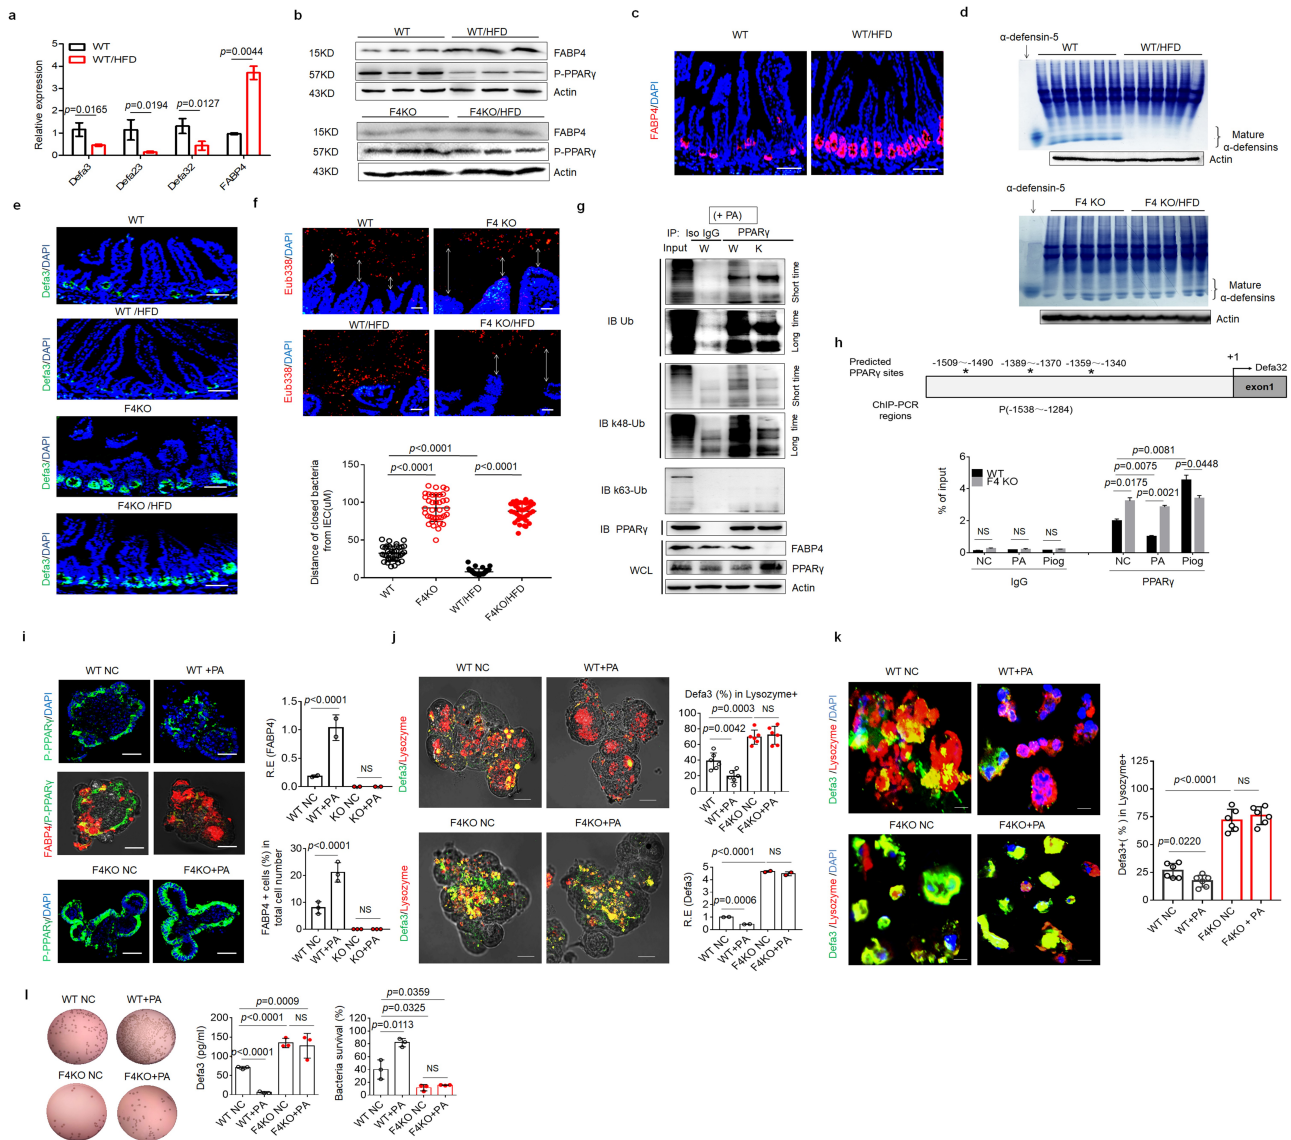 a
WT
WT/HFD
p=0.0044
p=0.0165
p=0.0194
p=0.0127
Relative expression
5
4
3
2
1
0
Defa3
Defa23
Defa32
FABP4
b
WT
WT/HFD
15KD
FABP4
57KD
P-PPARγ
43KD
Actin
F4KO
F4KO/HFD
15KD
FABP4
57KD
P-PPARγ
43KD
Actin
c
WT
WT/HFD
FABP4/DAPI
d
α-defensin-5
WT
WT/HFD
Mature
α-defensins
Actin
α-defensin-5
F4 KO
F4 KO/HFD
Mature
α-defensins
Actin
e
WT
Defa3/DAPI
WT /HFD
Defa3/DAPI
F4KO
Defa3/DAPI
F4KO /HFD
Defa3/DAPI
f
WT
F4 KO
Eub338/DAPI
WT/HFD
F4 KO/HFD
Eub338/DAPI
p<0.0001
p<0.0001
p<0.0001
Distance of closed bacteria
from IEC(uM)
150
100
50
0
WT
F4KO
WT/HFD
F4KO/HFD
g
(+ PA)
IP:
Iso IgG
PPARγ
Input
W
W
K
IB Ub
Short time
Long time
IB k48-Ub
Short time
Long time
IB k63-Ub
IB PPARγ
WCL
FABP4
PPARγ
Actin
h
Predicted
PPARγ sites
-1509～-1490
-1389～-1370
-1359～-1340
*
*
*
+1
Defa32
exon1
ChIP-PCR
regions
P(-1538～-1284)
WT
F4 KO
p=0.0081
p=0.0075
p=0.0448
p=0.0175
p=0.0021
NS
NS
NS
% of input
6
4
2
0
NC
PA
Piog
NC
PA
Piog
IgG
PPARγ
i
WT NC
WT +PA
P-PPARγ/DAPI
FABP4/P-PPARγ
F4KO NC
F4KO+PA
P-PPARγ/DAPI
p<0.0001
NS
R.E (FABP4)
1.5
1.0
0.5
0.0
WT NC
WT+PA
KO NC
KO+PA
p<0.0001
NS
FABP4 + cells (%) in
total cell number
30
20
10
0
WT NC
WT+PA
KO NC
KO+PA
j
WT NC
WT+PA
Defa3/Lysozyme
F4KO NC
F4KO+PA
Defa3/Lysozyme
Defa3 (%) in Lysozyme+
p=0.0003
NS
p=0.0042
100
80
60
40
20
0
WT
WT+PA
F4KO NC
F4KO+PA
p<0.0001
NS
p=0.0006
R.E (Defa3)
5
4
3
2
1
0
WT NC
WT+PA
F4KO NC
F4KO+PA
k
WT NC
WT+PA
Defa3 /Lysozyme /DAPI
F4KO NC
F4KO+PA
Defa3 /Lysozyme /DAPI
p<0.0001
NS
p=0.0220
Defa3+( % ) in Lysozyme+
100
75
50
25
0
WT NC
WT+PA
F4KO NC
F4KO + PA
l
WT NC
WT+PA
F4KO NC
F4KO+PA
p=0.0009
p<0.0001
NS
p<0.0001
Defa3 (pg/ml)
200
150
100
50
0
WT NC
WT+PA
F4KO NC
F4KO+PA
p=0.0359
p=0.0325
p=0.0113
NS
Bacteria survival (%)
100
80
60
40
20
0
WT NC
WT+PA
F4KO NC
F4KO+PA